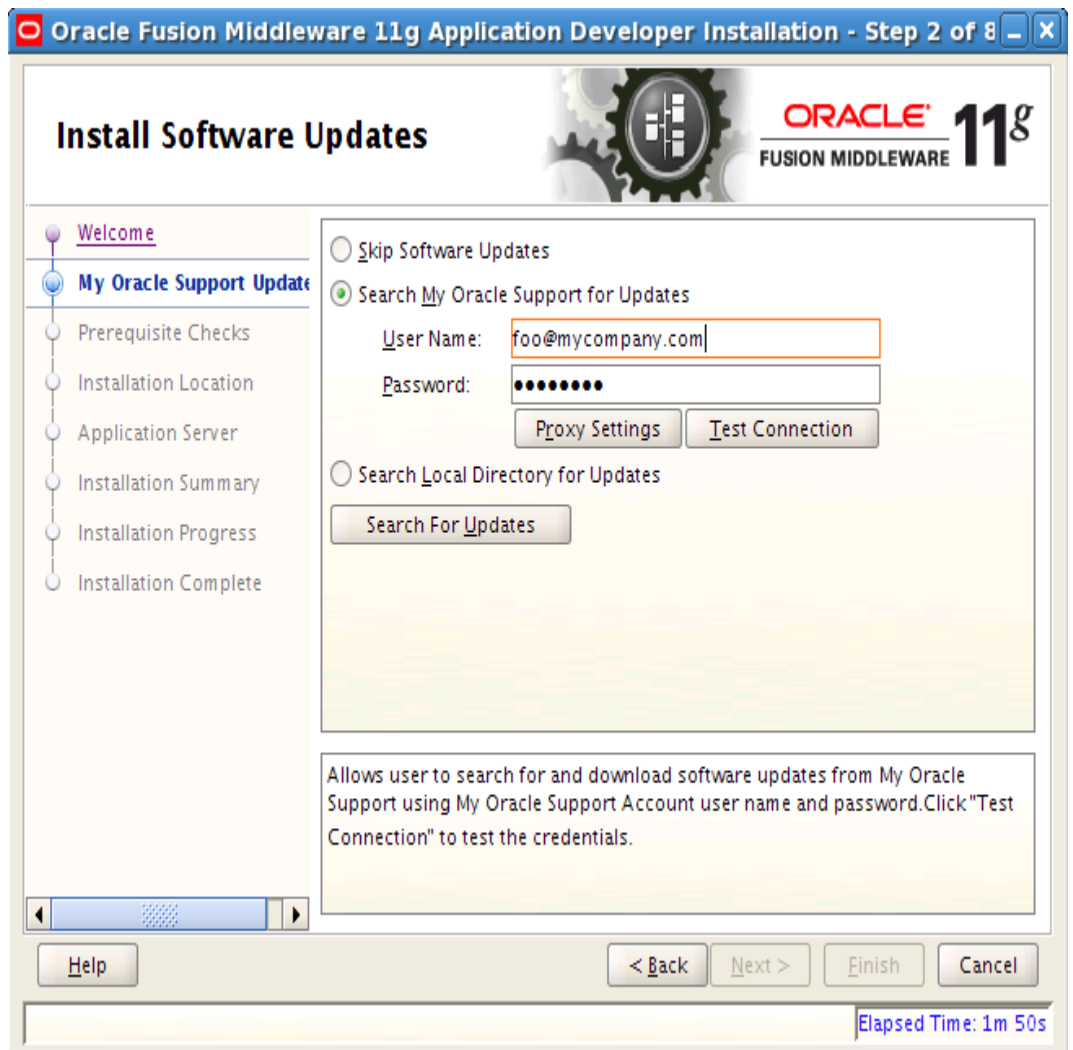 Oracle Fusion Middleware 11g Application Developer Installation - Step 2 of 8
Install Software Updates
ORACLE
FUSION MIDDLEWARE
11g
Welcome
My Oracle Support Update
Prerequisite Checks
Installation Location
Application Server
Installation Summary
Installation Progress
Installation Complete
Skip Software Updates
Search My Oracle Support for Updates
User Name: foo@mycompany.com
Password: ●●●●●●●●
Proxy Settings Test Connection
Search Local Directory for Updates
Search For Updates
Allows user to search for and download software updates from My Oracle
Support using My Oracle Support Account user name and password.Click "Test
Connection" to test the credentials.
Help < Back Next > Finish Cancel
Elapsed Time: 1m 50s